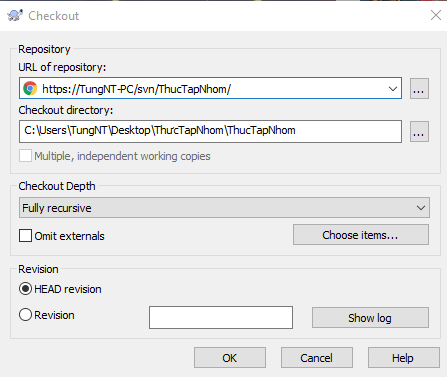 Checkout
Repository
URL of repository:
https://TungNT-PC/svn/ThucTapNhom/
...
Checkout directory:
C:\Users\TungNT\Desktop\ThưcTapNhom\ThucTapNhom
...
Multiple, independent working copies
Checkout Depth
Fully recursive
Omit externals
Choose items...
Revision
HEAD revision
Revision
Show log
OK
Cancel
Help